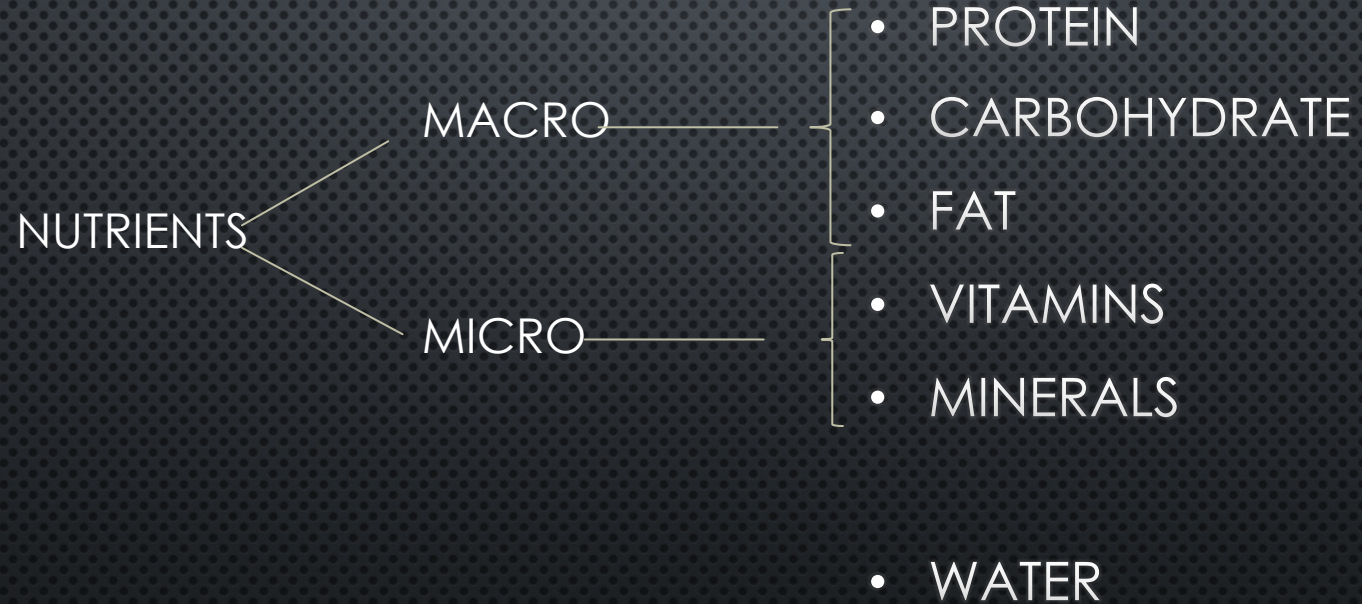 • PROTEIN
MACRO
• CARBOHYDRATE
• FAT
NUTRIENTS
• VITAMINS
MICRO
• MINERALS
• WATER